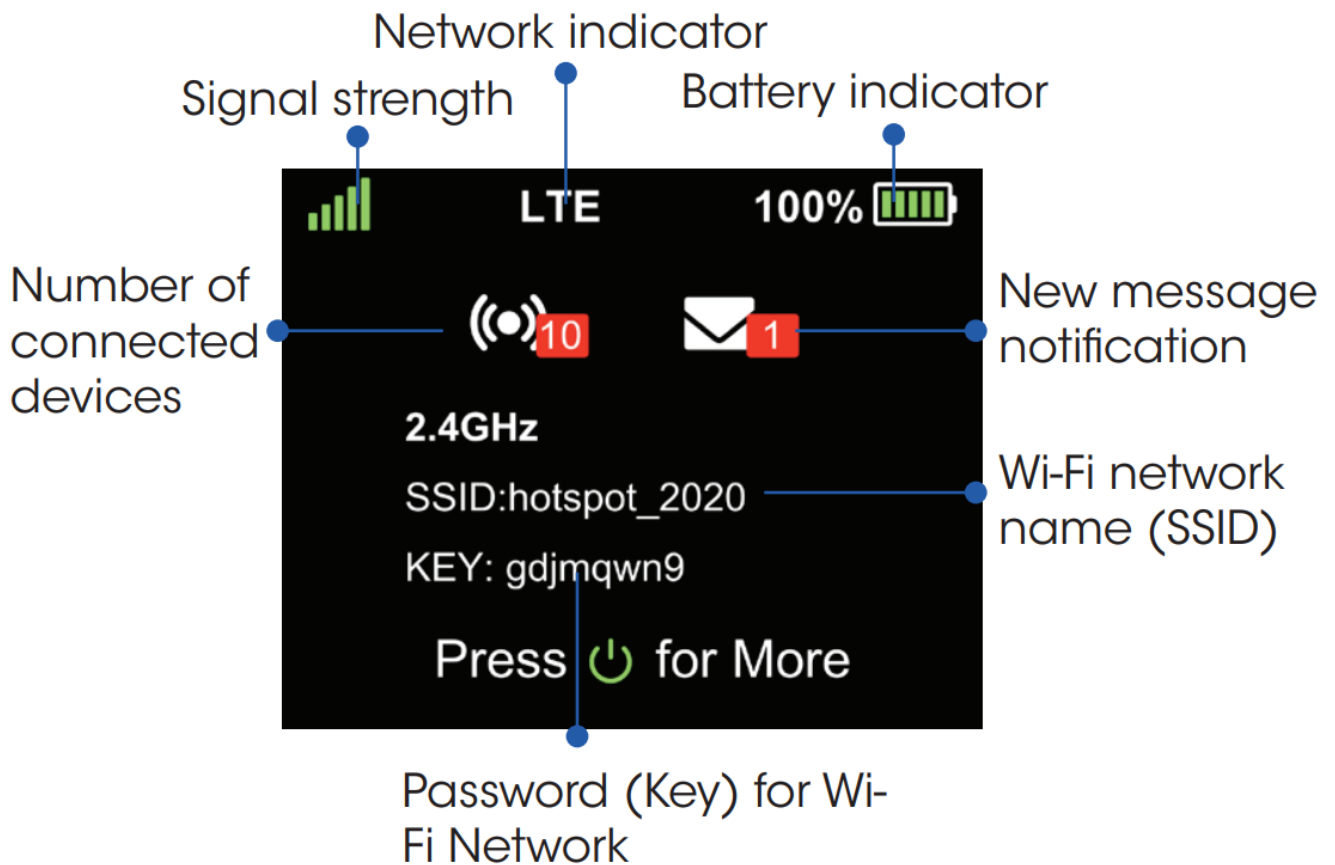 Network indicator
Signal strength
Battery indicator
LTE
100%
Number of
connected
devices
10
1
New message
notification
2.4GHz
SSID:hotspot_2020
Wi-Fi network
name (SSID)
KEY: gdjmqwn9
Press for More
Password (Key) for Wi-
Fi Network